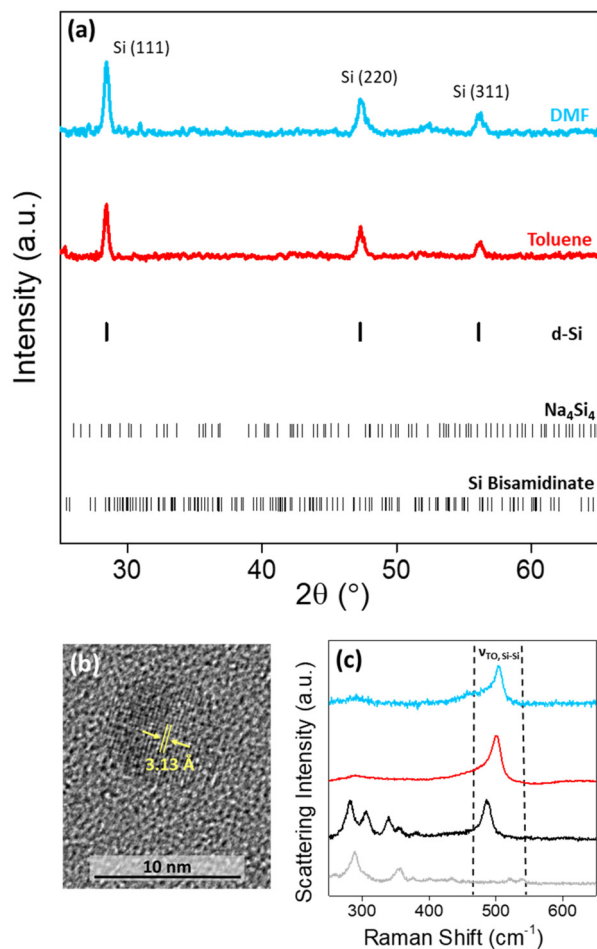 (a)
Si (111)
Si (220)
Si (311)
DMF
Toluene
d-Si
Na₄Si₄
Si Bisamidinate
Intensity (a.u.)
30
40
50
60
2θ (°)
(b)
3.13 Å
10 nm
(c)
νTO, Si-Si
Scattering Intensity (a.u.)
300
400
500
600
Raman Shift (cm⁻¹)